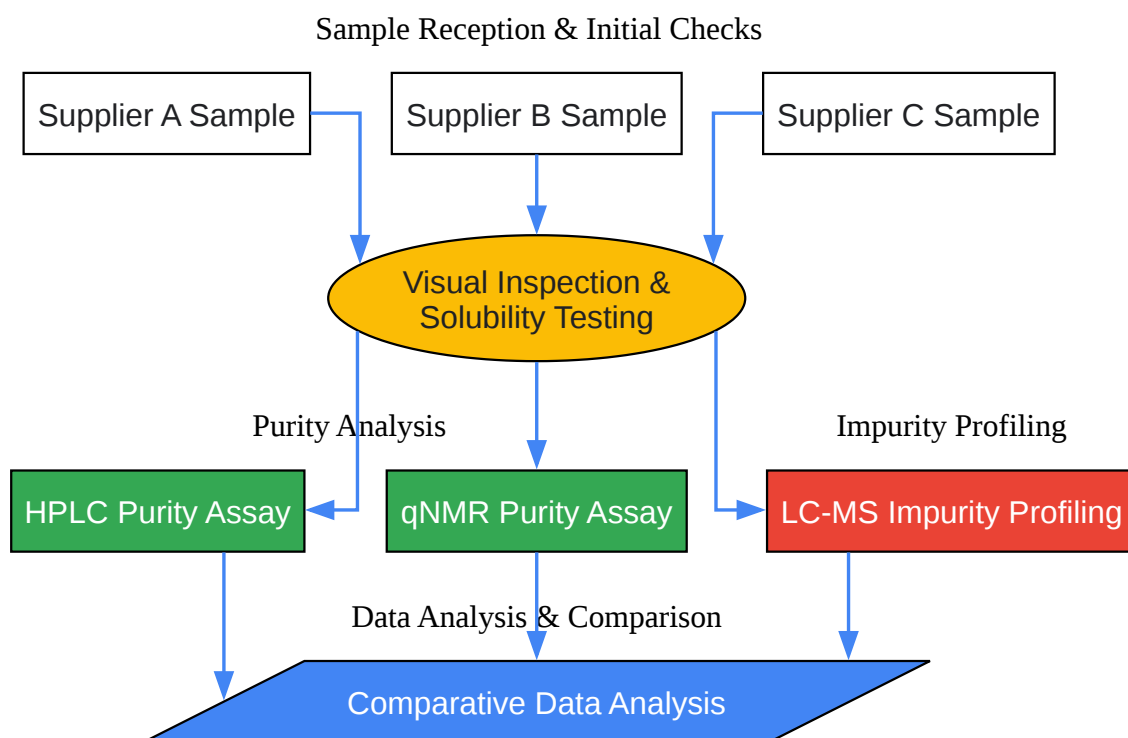 Sample Reception & Initial Checks
Supplier A Sample
Supplier B Sample
Supplier C Sample
Visual Inspection &
Solubility Testing
Purity Analysis
Impurity Profiling
HPLC Purity Assay
qNMR Purity Assay
LC-MS Impurity Profiling
Data Analysis & Comparison
Comparative Data Analysis